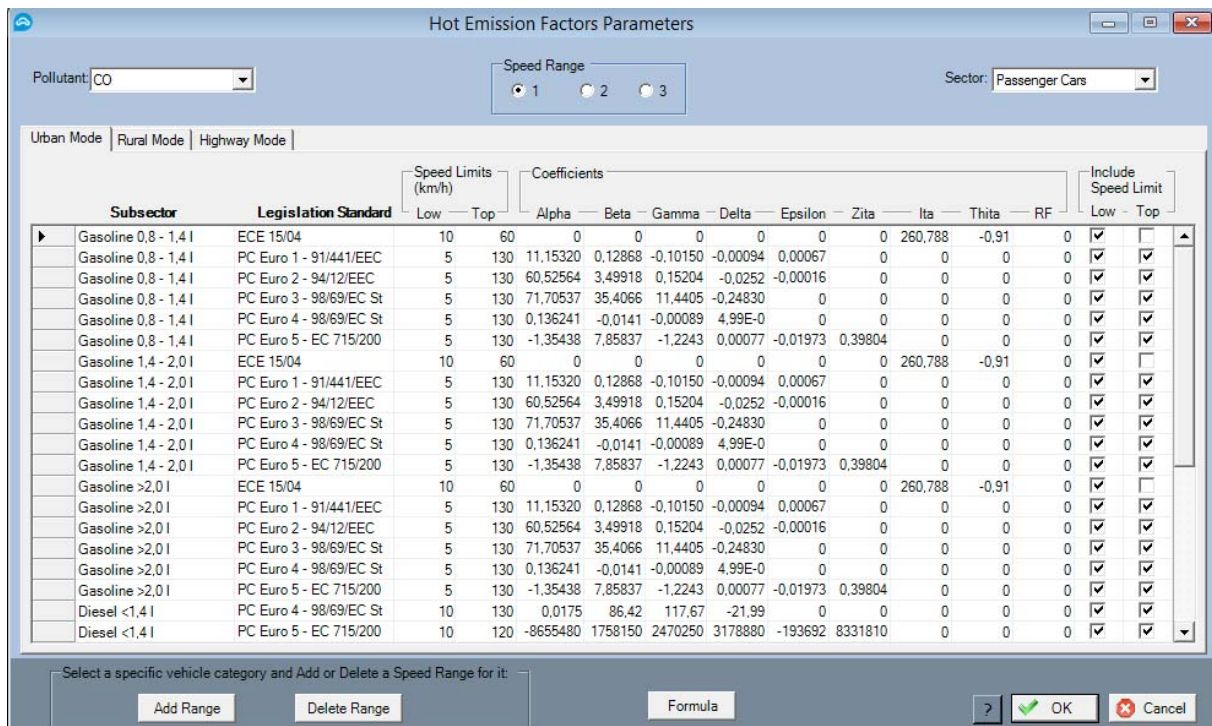 Hot Emission Factors Parameters
Pollutant: CO
Speed Range
1 2 3
Sector: Passenger Cars
Urban Mode Rural Mode Highway Mode
Speed Limits (km/h) Coefficients Include Speed Limit
Subsector Legislation Standard Low Top Alpha Beta Gamma Delta Epsilon Zita Ita Thita RF Low Top
Gasoline 0,8 - 1,4 l ECE 15/04 10 60 0 0 0 0 0 0 260,788 -0,91 0
Gasoline 0,8 - 1,4 l PC Euro 1 - 91/441/EEC 5 130 11,15320 0,12868 -0,10150 -0,00094 0,00067 0 0 0 0
Gasoline 0,8 - 1,4 l PC Euro 2 - 94/12/EEC 5 130 60,52564 3,49918 0,15204 -0,0252 -0,00016 0 0 0 0
Gasoline 0,8 - 1,4 l PC Euro 3 - 98/69/EC St 5 130 71,70537 35,4066 11,4405 -0,24830 0 0 0 0 0
Gasoline 0,8 - 1,4 l PC Euro 4 - 98/69/EC St 5 130 0,136241 -0,0141 -0,00089 4,99E-0 0 0 0 0 0
Gasoline 0,8 - 1,4 l PC Euro 5 - EC 715/200 5 130 -1,35438 7,85837 -1,2243 0,00077 -0,01973 0,39804 0 0 0
Gasoline 1,4 - 2,0 l ECE 15/04 10 60 0 0 0 0 0 0 260,788 -0,91 0
Gasoline 1,4 - 2,0 l PC Euro 1 - 91/441/EEC 5 130 11,15320 0,12868 -0,10150 -0,00094 0,00067 0 0 0 0
Gasoline 1,4 - 2,0 l PC Euro 2 - 94/12/EEC 5 130 60,52564 3,49918 0,15204 -0,0252 -0,00016 0 0 0 0
Gasoline 1,4 - 2,0 l PC Euro 3 - 98/69/EC St 5 130 71,70537 35,4066 11,4405 -0,24830 0 0 0 0 0
Gasoline 1,4 - 2,0 l PC Euro 4 - 98/69/EC St 5 130 0,136241 -0,0141 -0,00089 4,99E-0 0 0 0 0 0
Gasoline 1,4 - 2,0 l PC Euro 5 - EC 715/200 5 130 -1,35438 7,85837 -1,2243 0,00077 -0,01973 0,39804 0 0 0
Gasoline >2,0 l ECE 15/04 10 60 0 0 0 0 0 0 260,788 -0,91 0
Gasoline >2,0 l PC Euro 1 - 91/441/EEC 5 130 11,15320 0,12868 -0,10150 -0,00094 0,00067 0 0 0 0
Gasoline >2,0 l PC Euro 2 - 94/12/EEC 5 130 60,52564 3,49918 0,15204 -0,0252 -0,00016 0 0 0 0
Gasoline >2,0 l PC Euro 3 - 98/69/EC St 5 130 71,70537 35,4066 11,4405 -0,24830 0 0 0 0 0
Gasoline >2,0 l PC Euro 4 - 98/69/EC St 5 130 0,136241 -0,0141 -0,00089 4,99E-0 0 0 0 0 0
Gasoline >2,0 l PC Euro 5 - EC 715/200 5 130 -1,35438 7,85837 -1,2243 0,00077 -0,01973 0,39804 0 0 0
Diesel <1,4 l PC Euro 4 - 98/69/EC St 10 130 0,0175 86,42 117,67 -21,99 0 0 0 0 0
Diesel <1,4 l PC Euro 5 - EC 715/200 10 120 -8655480 1758150 2470250 3178880 -193692 8331810 0 0 0
Select a specific vehicle category and Add or Delete a Speed Range for it:
Add Range Delete Range Formula ? OK Cancel